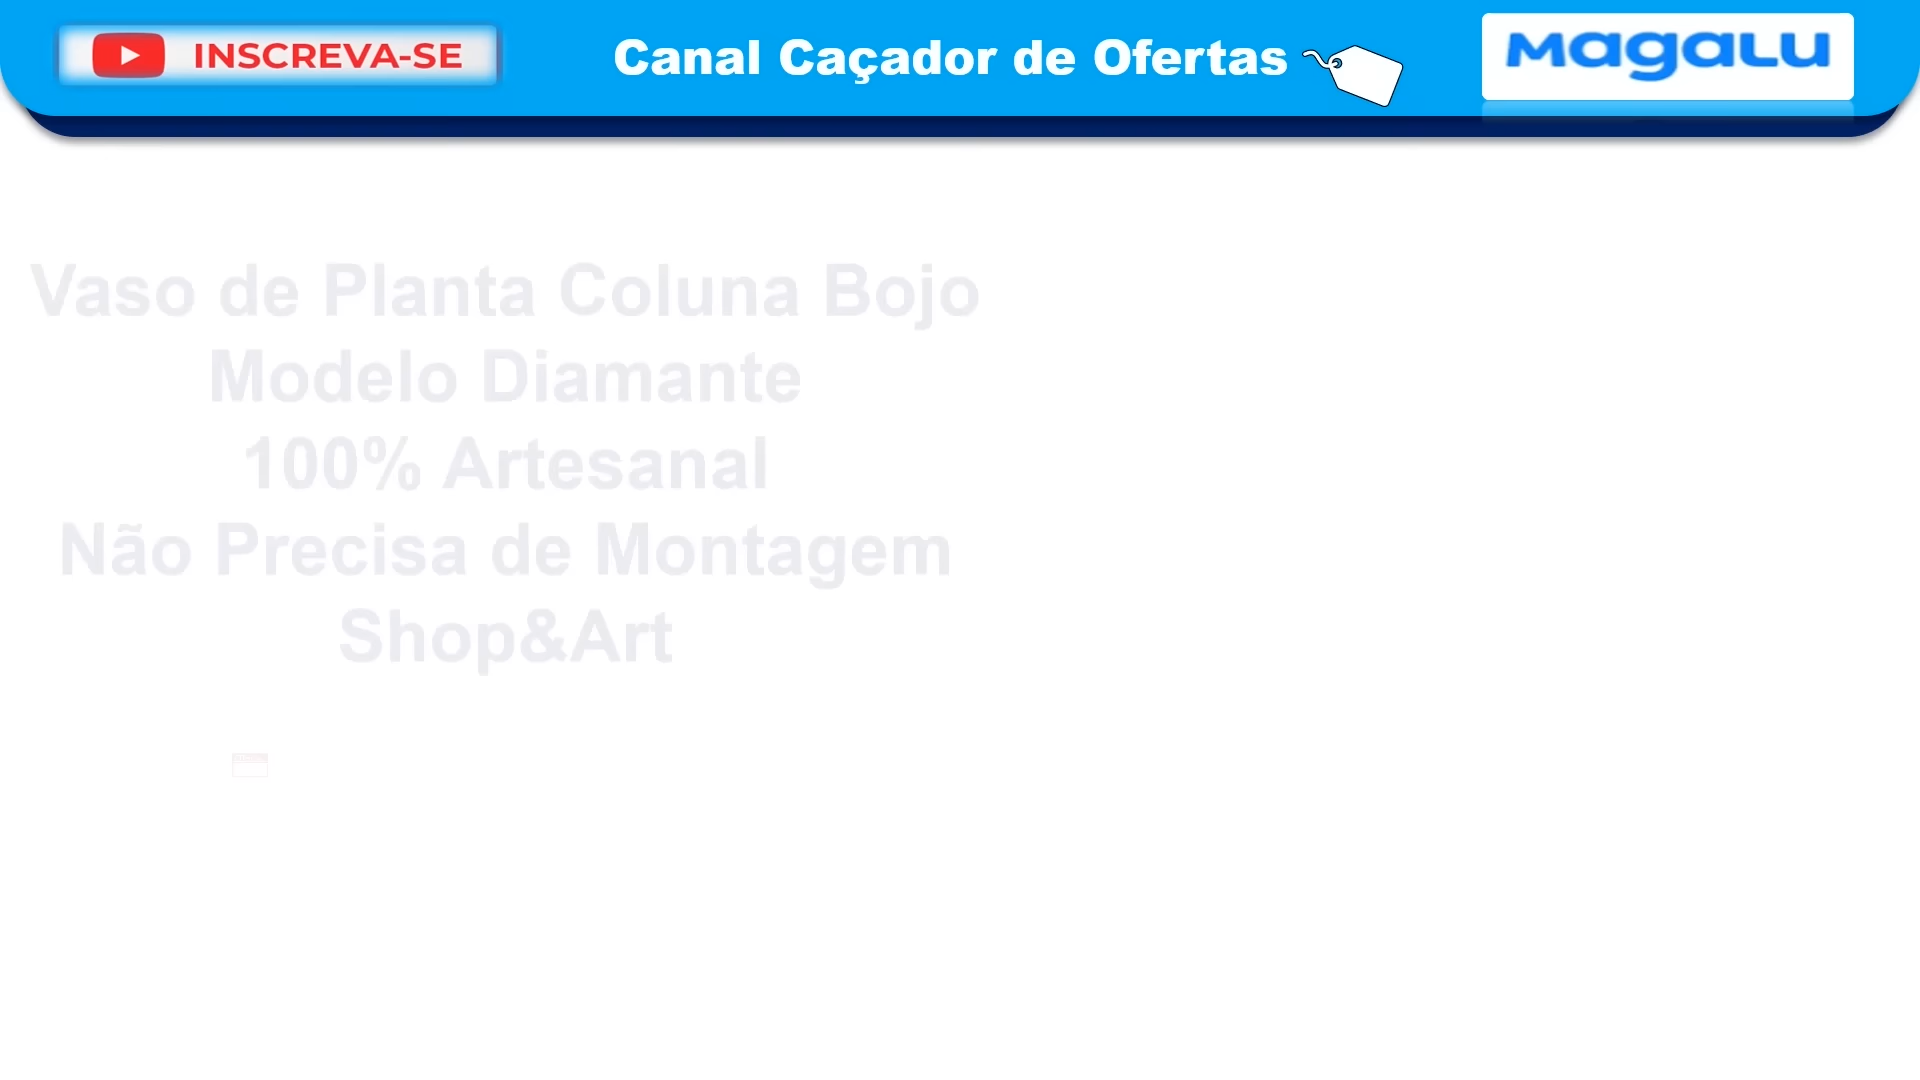 INSCREVA-SE
Canal Caçador de Ofertas
Magalu
Vaso de Planta Coluna Bojo
Modelo Diamante
100% Artesanal
Não Precisa de Montagem
Shop&Art